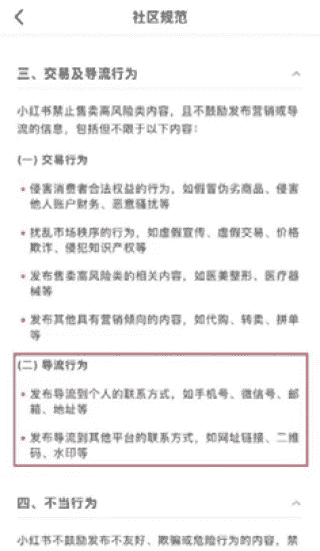 社区规范
三、交易及导流行为
小红书禁止售卖高风险类内容，且不鼓励发布营销或导
流的信息，包括但不限于以下内容：
(一) 交易行为
• 侵害消费者合法权益的行为，如假冒伪劣商品、侵害
他人账户财务、恶意骚扰等
• 扰乱市场秩序的行为，如虚假宣传、虚假交易、价格
欺诈、侵犯知识产权等
• 发布售卖高风险类的相关内容，如医美整形、医疗器
械等
• 发布其他具有营销倾向的内容，如代购、转卖、拼单
等
(二) 导流行为
• 发布导流到个人的联系方式，如手机号、微信号、邮
箱、地址等
• 发布导流到其他平台的联系方式，如网址链接、二维
码、水印等
四、不当行为
小红书不鼓励发布不友好、欺骗或危险行为的内容，禁